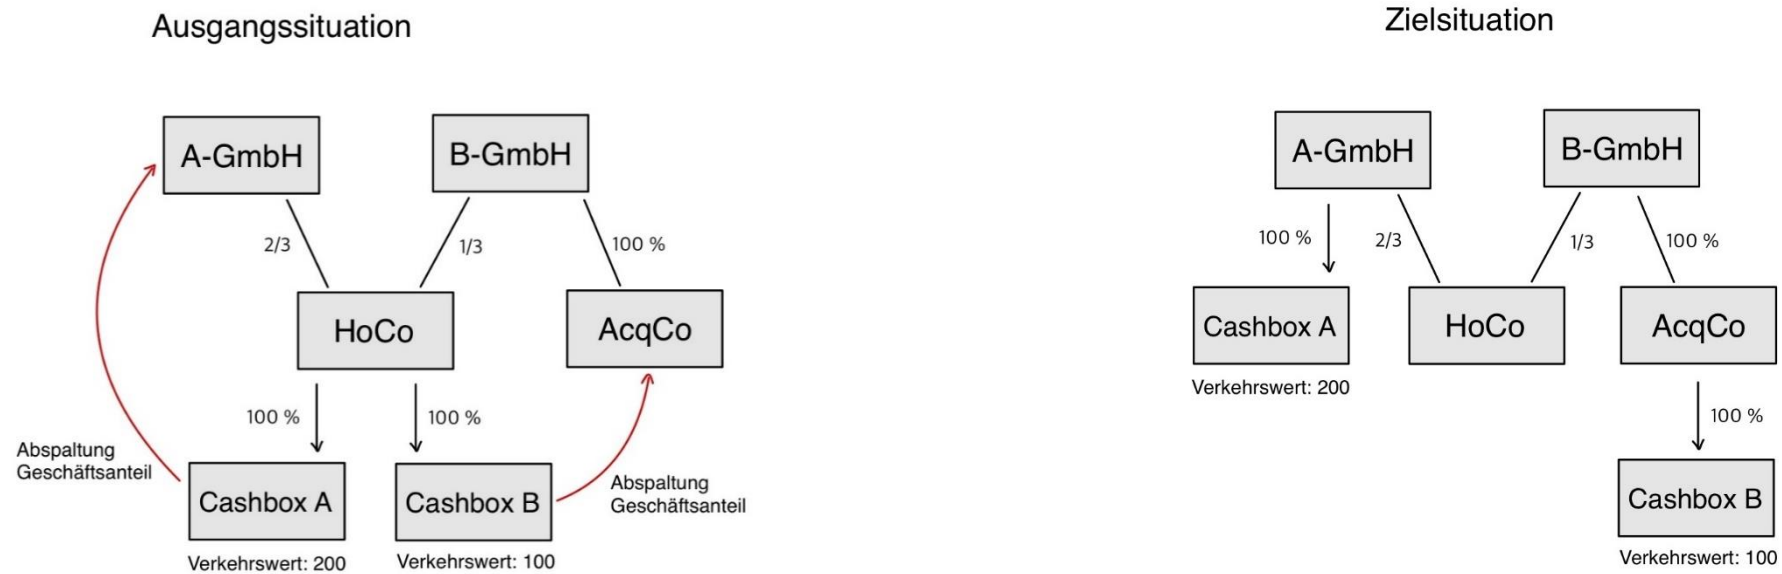 Ausgangssituation
A-GmbH
B-GmbH
2/3
1/3
100 %
HoCo
AcqCo
100 %
100 %
Abspaltung
Geschäftsanteil
Cashbox A
Cashbox B
Abspaltung
Geschäftsanteil
Verkehrswert: 200
Verkehrswert: 100
Zielsituation
A-GmbH
B-GmbH
100 %
2/3
1/3
100 %
Cashbox A
HoCo
AcqCo
Verkehrswert: 200
100 %
Cashbox B
Verkehrswert: 100